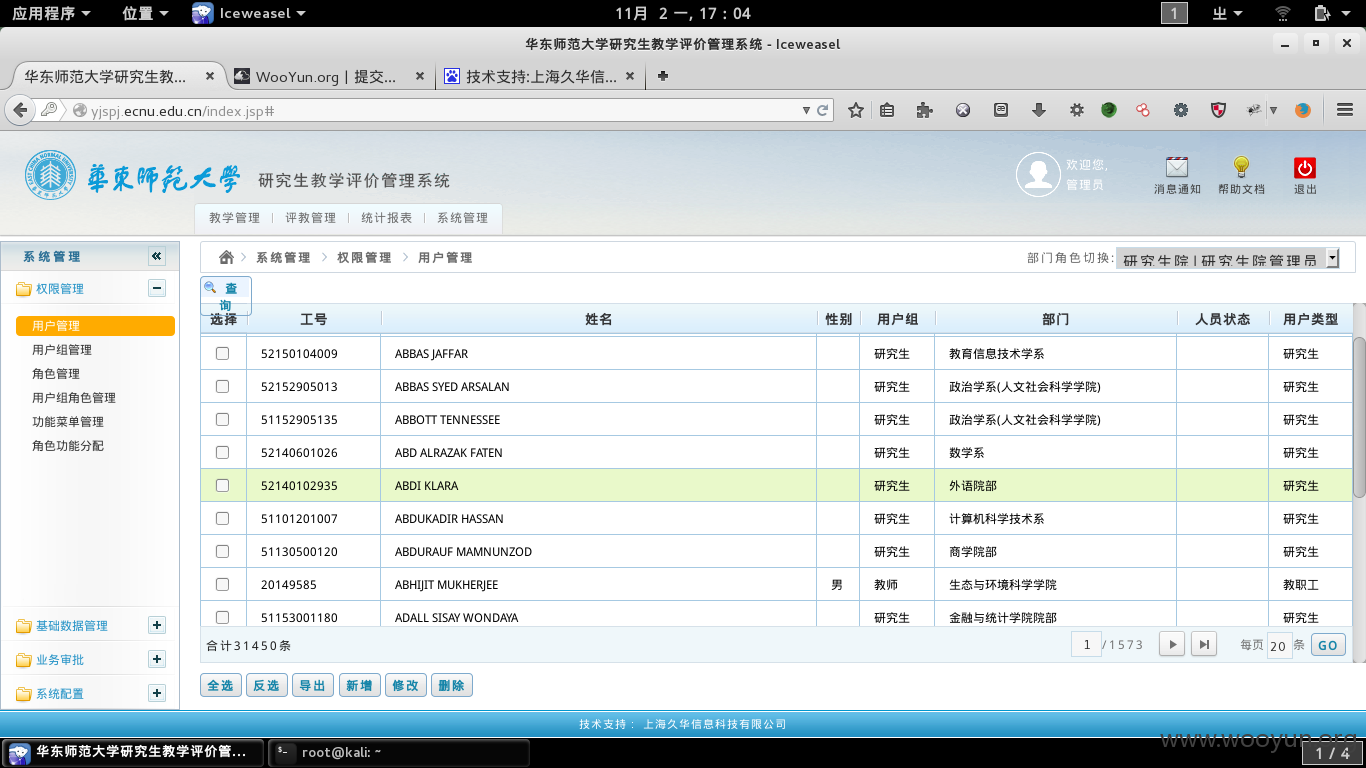 应用程序 位置 Iceweasel 11月 2 一, 17：04 1
华东师范大学研究生教学评价管理系统 - Iceweasel
华东师范大学研究生教... WooYun.org | 提交... 技术支持:上海久华信...
yjspj.ecnu.edu.cn/index.jsp#
华东师范大学 研究生教学评价管理系统
欢迎您,
管理员
消息通知 帮助文档 退出
教学管理 评教管理 统计报表 系统管理
系统管理
系统管理 权限管理 用户管理
部门角色切换: 研究生院 | 研究生院管理员
权限管理
用户管理
用户组管理
角色管理
用户组角色管理
功能菜单管理
角色功能分配
基础数据管理
业务审批
系统配置
查
询
选择 工号 姓名 性别 用户组 部门 人员状态 用户类型
52150104009 ABBAS JAFFAR 研究生 教育信息技术学系 研究生
52152905013 ABBAS SYED ARSALAN 研究生 政治学系(人文社会科学学院) 研究生
51152905135 ABBOTT TENNESSEE 研究生 政治学系(人文社会科学学院) 研究生
52140601026 ABD ALRAZAK FATEN 研究生 数学系 研究生
52140102935 ABDI KLARA 研究生 外语院部 研究生
51101201007 ABDUKADIR HASSAN 研究生 计算机科学技术系 研究生
51130500120 ABDURAUF MAMNUNZOD 研究生 商学院部 研究生
20149585 ABHIJIT MUKHERJEE 男 教师 生态与环境科学学院 教职工
51153001180 ADALL SISAY WONDAYA 研究生 金融与统计学院院部 研究生
合计31450条 1 /1573 每页 20 条 GO
全选 反选 导出 新增 修改 删除
技术支持： 上海久华信息科技有限公司
www.wooyun.org
华东师范大学研究生教学评价管... root@kali: ~ 1 / 4